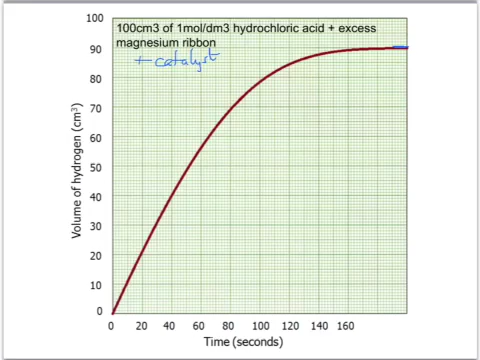 100cm3 of 1mol/dm3 hydrochloric acid + excess
magnesium ribbon
+ catalyst
Volume of hydrogen (cm³)
100
90
80
70
60
50
40
30
20
10
0
0 20 40 60 80 100 120 140 160
Time (seconds)